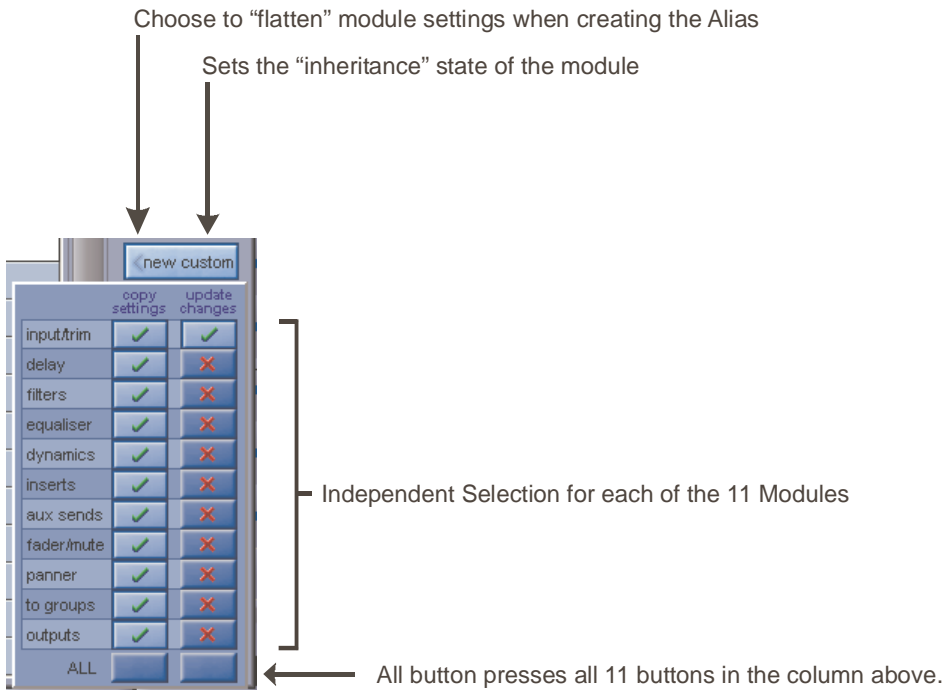 Choose to “flatten” module settings when creating the Alias
Sets the “inheritance” state of the module
new custom
copy settings
update changes
input/trim
delay
filters
equaliser
dynamics
inserts
aux sends
fader/mute
panner
to groups
outputs
ALL
Independent Selection for each of the 11 Modules
All button presses all 11 buttons in the column above.